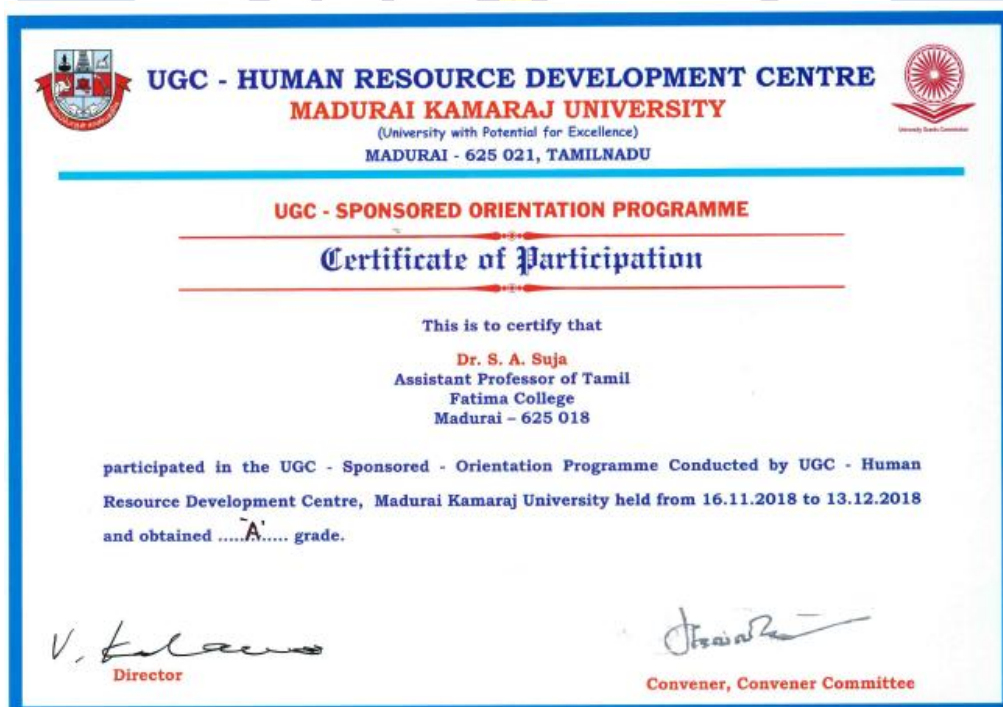 UGC - HUMAN RESOURCE DEVELOPMENT CENTRE
MADURAI KAMARAJ UNIVERSITY
(University with Potential for Excellence)
MADURAI - 625 021, TAMILNADU
University Grants Commission
UGC - SPONSORED ORIENTATION PROGRAMME
Certificate of Participation
This is to certify that
Dr. S. A. Suja
Assistant Professor of Tamil
Fatima College
Madurai – 625 018
participated in the UGC - Sponsored - Orientation Programme Conducted by UGC - Human
Resource Development Centre, Madurai Kamaraj University held from 16.11.2018 to 13.12.2018
and obtained .....'A'..... grade.
Director
Convener, Convener Committee